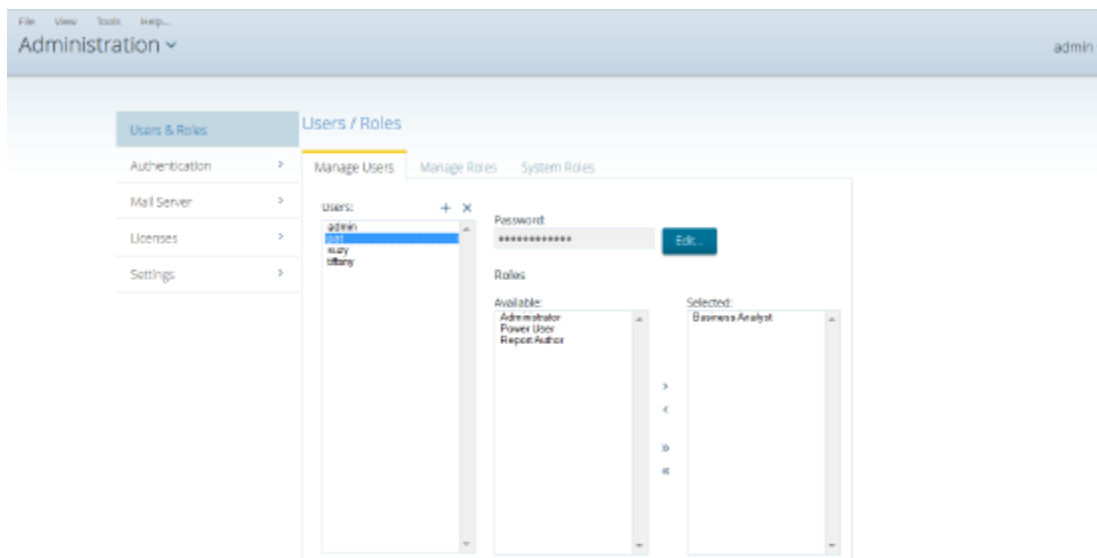 File View Tools Help...
Administration
admin
Users & Roles
Authentication
Mail Server
Licenses
Settings
Users / Roles
Manage Users Manage Roles System Roles
Users:
admin
pat
suzy
tiffany
Password:
************
Edit...
Roles
Available:
Administrator
Power User
Report Author
Selected:
Business Analyst